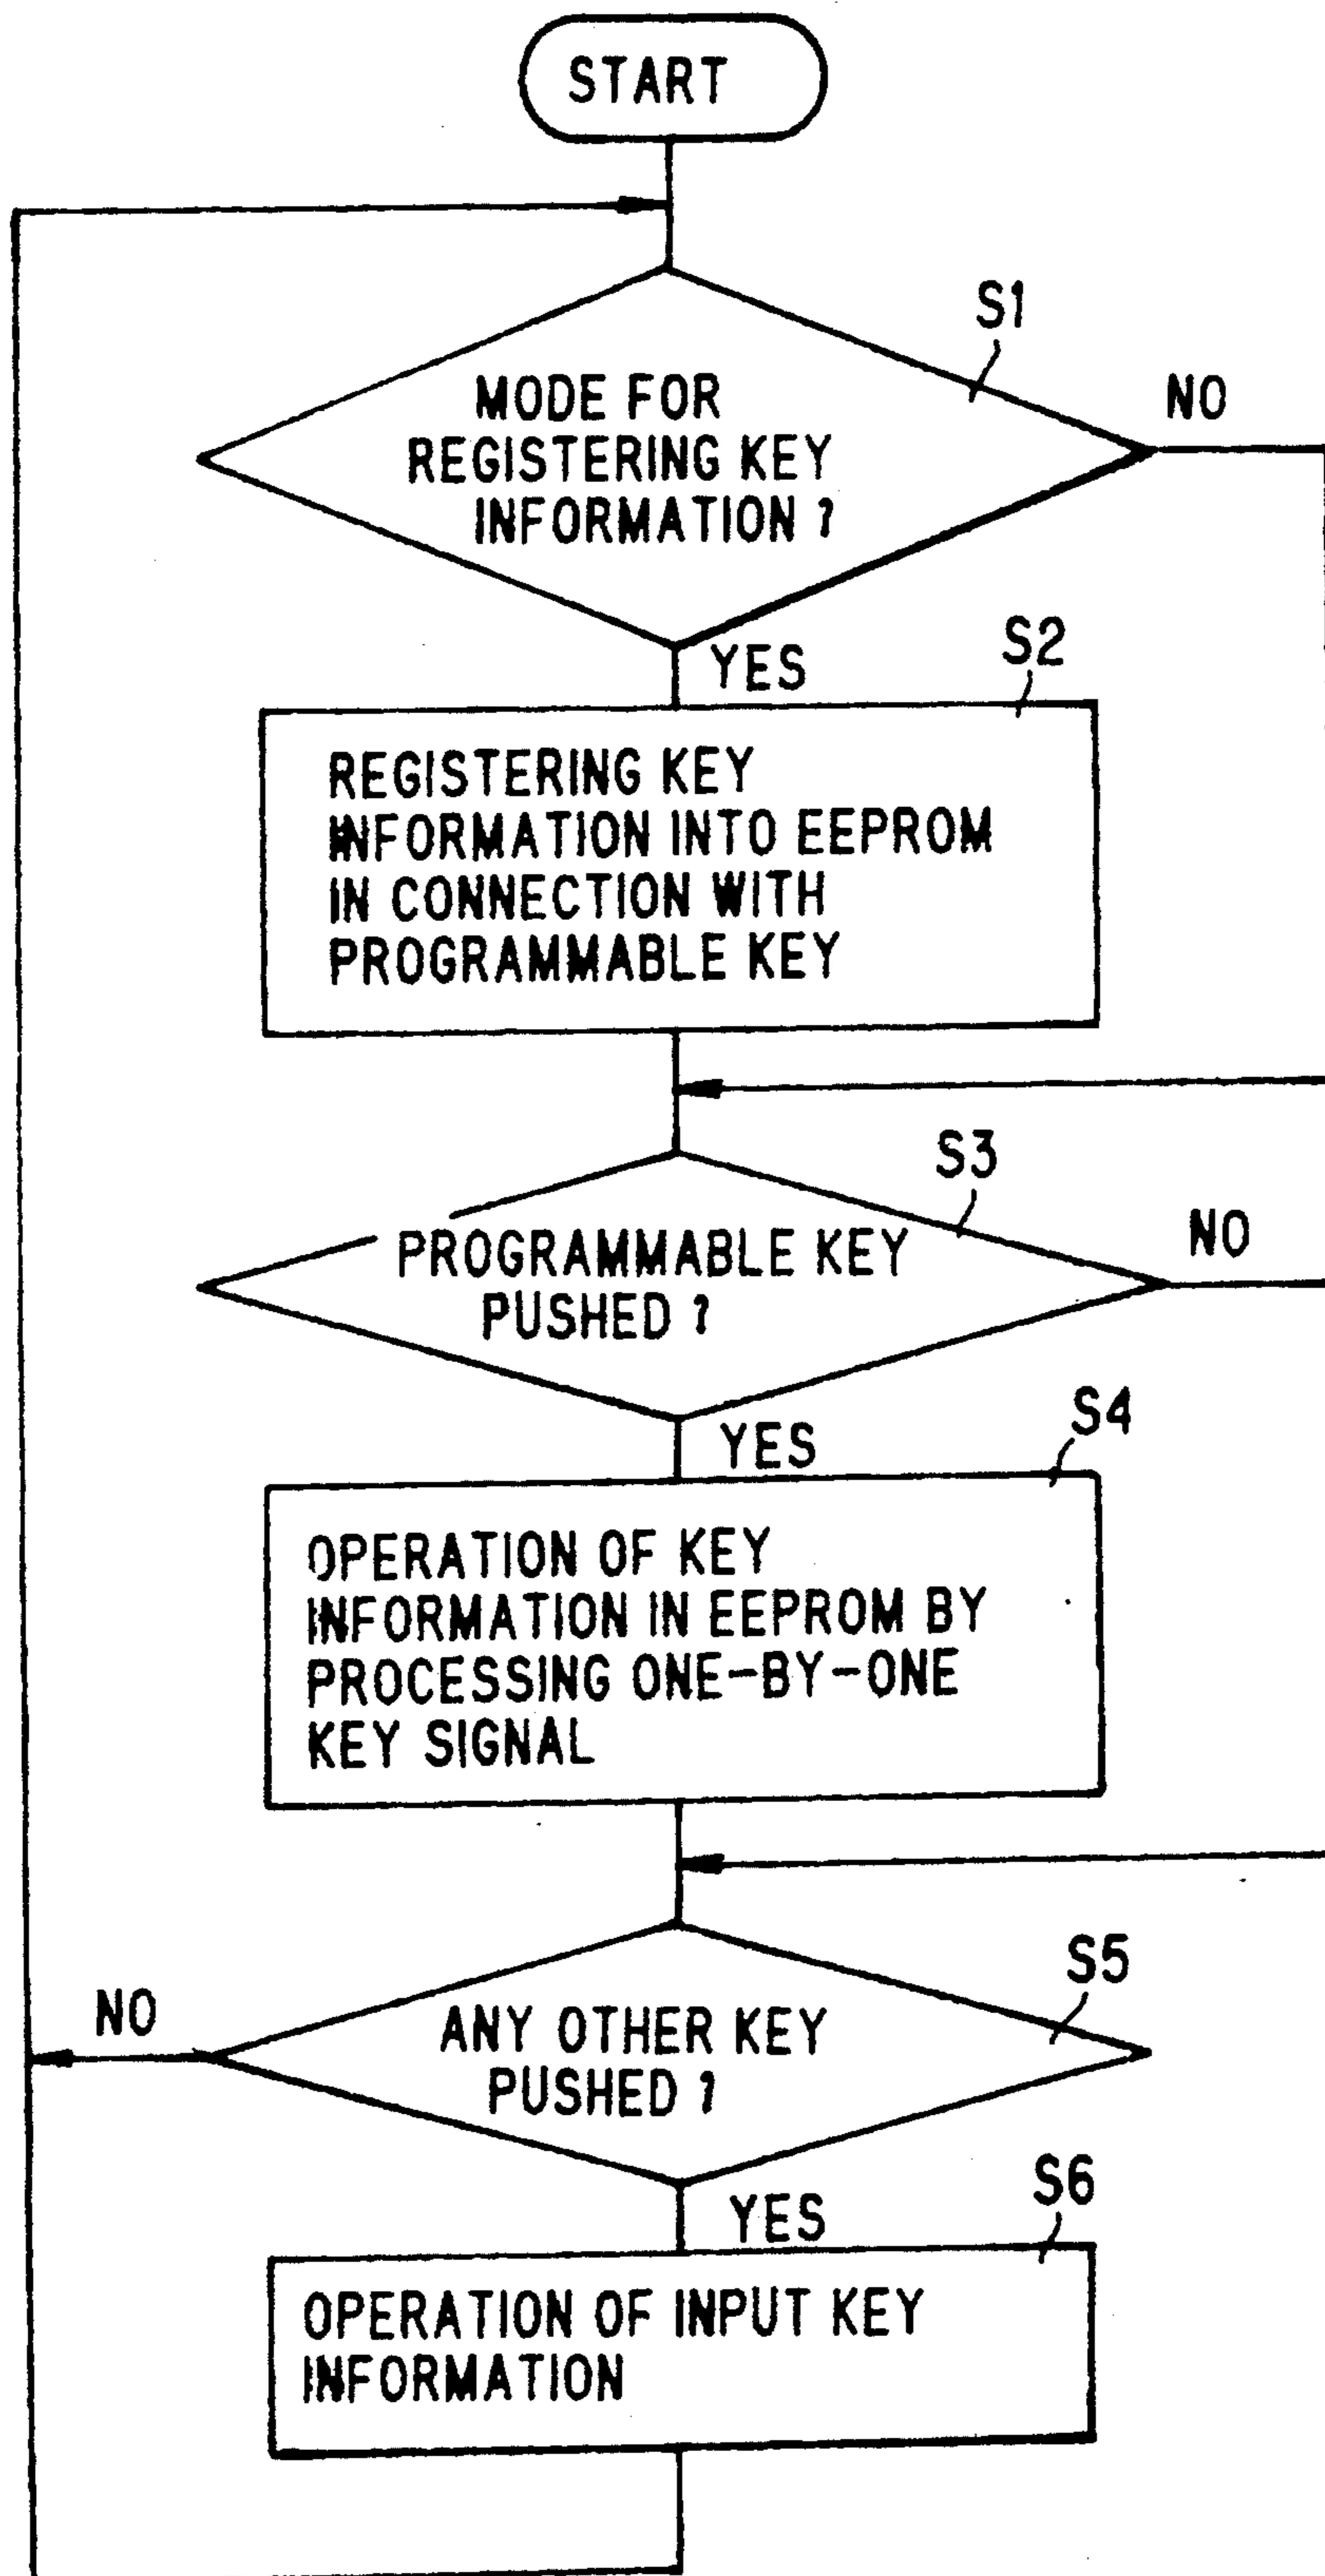 START
S1
NO
MODE FOR
REGISTERING KEY
INFORMATION ?
YES
S2
REGISTERING KEY
INFORMATION INTO EEPROM
IN CONNECTION WITH
PROGRAMMABLE KEY
S3
NO
PROGRAMMABLE KEY
PUSHED ?
YES
S4
OPERATION OF KEY
INFORMATION IN EEPROM BY
PROCESSING ONE-BY-ONE
KEY SIGNAL
S5
NO
ANY OTHER KEY
PUSHED ?
YES
S6
OPERATION OF INPUT KEY
INFORMATION